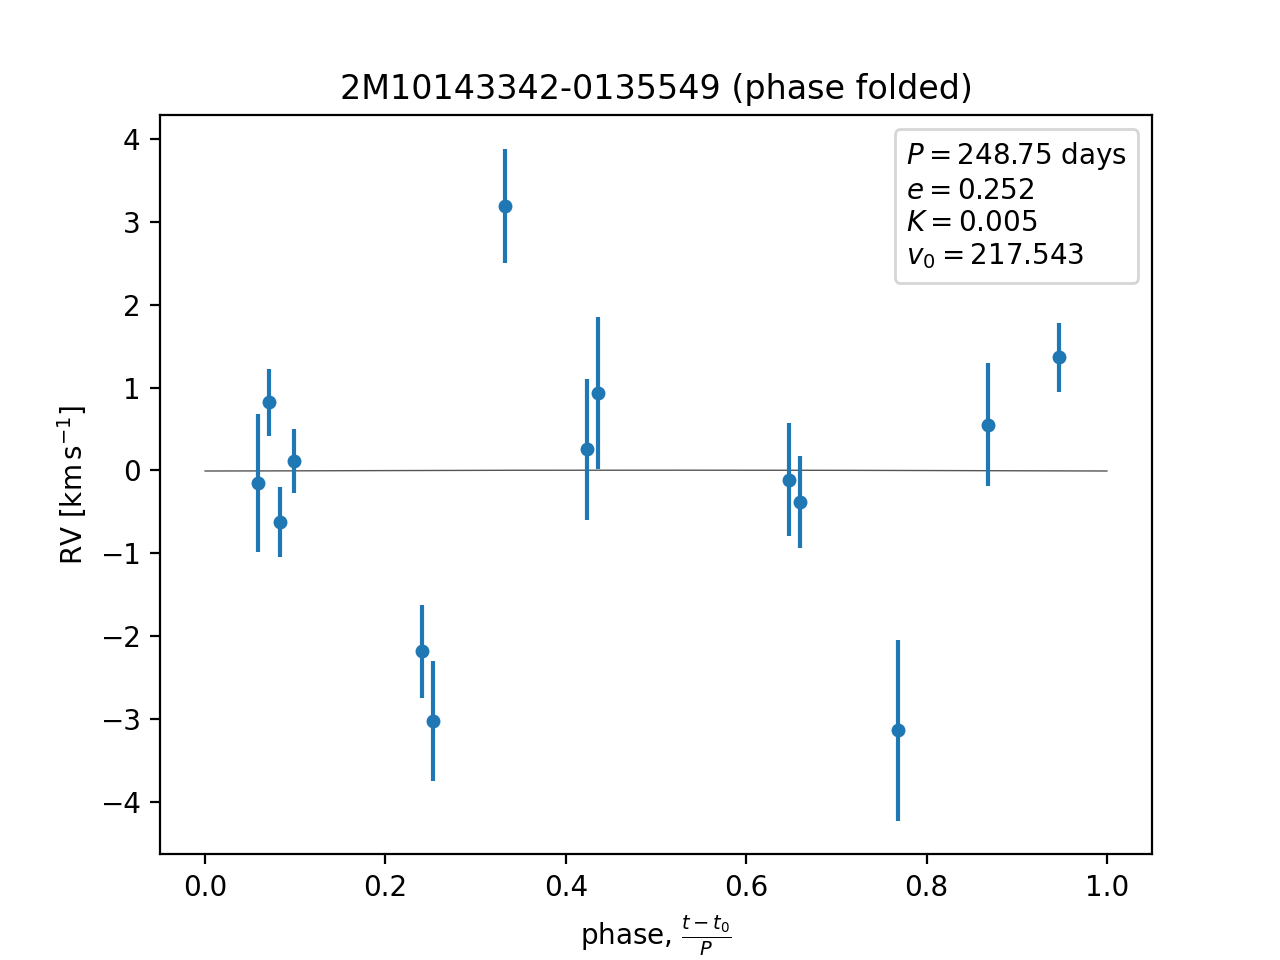 2M10143342-0135549 (phase folded)
P = 248.75 days
e = 0.252
K = 0.005
v₀ = 217.543
4
3
2
1
0
−1
−2
−3
−4
RV [km s⁻¹]
0.0 0.2 0.4 0.6 0.8 1.0
phase, (t − t₀)/P